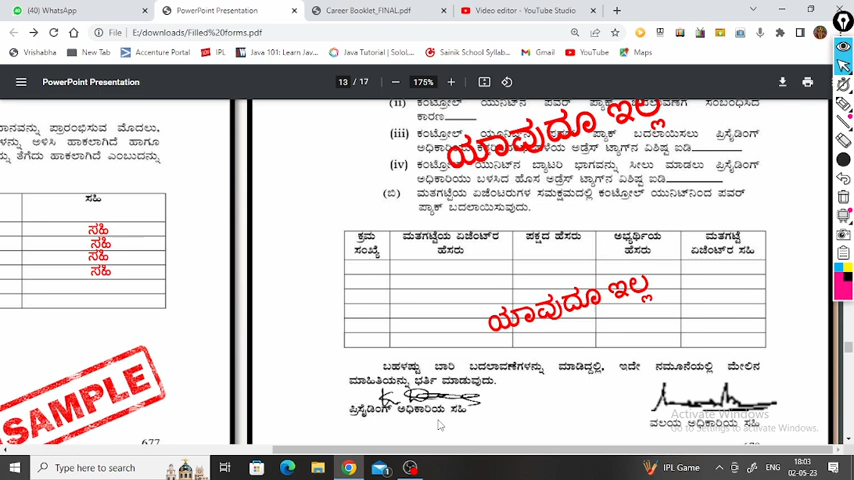 (40) WhatsApp
PowerPoint Presentation
Career Booklet_FINAL.pdf
Video editor - YouTube Studio
File | E:/downloads/Filled%20forms.pdf
Vrishabha
New Tab
Accenture Portal
IPL
Java 101: Learn Jav...
Java Tutorial | SoloL...
Sainik School Syllab...
Gmail
YouTube
Maps
PowerPoint Presentation
13 / 17
175%
ಪ್ರಾರಂಭಿಸುವ ಮೊದಲು,
ಅಳಿಸಿ ಹಾಕಲಾಗಿದೆ ಹಾಗೂ
ತೆಗೆದು ಹಾಕಲಾಗಿದೆ ಎಂಬುದನ್ನು
ಸಹಿ
ಸಹಿ
ಸಹಿ
ಸಹಿ
ಸಹಿ
SAMPLE
677
(ii) ಕಂಟ್ರೋಲ್ ಯುನಿಟ್‌ನ ಪವರ್ ಪ್ಯಾಕ್ ಬದಲಾವಣೆಗೆ ಸಂಬಂಧಿಸಿದ
ಕಾರಣ
ಯಾವುದೂ ಇಲ್ಲ
(iii) ಕಂಟ್ರೋಲ್ ಯೂನಿಟ್‌ನ ಪವರ್ ಪ್ಯಾಕ್ ಬದಲಾಯಿಸಲು ಪ್ರಿಸೈಡಿಂಗ್
ಅಧಿಕಾರಿಯ ಅಡ್ರೆಸ್ ಟ್ಯಾಗ್‌ನ ವಿಶಿಷ್ಟ ಐಡಿ
(iv) ಕಂಟ್ರೋಲ್ ಯುನಿಟ್‌ನ ಬ್ಯಾಟರಿ ಭಾಗವನ್ನು ಸೀಲು ಮಾಡಲು ಪ್ರಿಸೈಡಿಂಗ್
ಅಧಿಕಾರಿಯು ಬಳಸಿದ ಹೊಸ ಅಡ್ರೆಸ್ ಟ್ಯಾಗ್‌ನ ವಿಶಿಷ್ಟ ಐಡಿ
(ಬಿ) ಮತಗಟ್ಟೆಯ ಏಜೆಂಟರುಗಳ ಸಮಕ್ಷಮದಲ್ಲಿ ಕಂಟ್ರೋಲ್ ಯುನಿಟ್‌ನಿಂದ ಪವರ್
ಪ್ಯಾಕ್ ಬದಲಾಯಿಸುವುದು.
ಕ್ರಮ ಸಂಖ್ಯೆ
ಮತಗಟ್ಟೆಯ ಏಜೆಂಟ್‌ರ ಹೆಸರು
ಪಕ್ಷದ ಹೆಸರು
ಅಭ್ಯರ್ಥಿಯ ಹೆಸರು
ಮತಗಟ್ಟೆ ಏಜೆಂಟ್‌ರ ಸಹಿ
ಯಾವುದೂ ಇಲ್ಲ
ಬಹಳಷ್ಟು ಬಾರಿ ಬದಲಾವಣೆಗಳನ್ನು ಮಾಡಿದ್ದಲ್ಲಿ, ಇದೇ ನಮೂನೆಯಲ್ಲಿ ಮೇಲಿನ
ಮಾಹಿತಿಯನ್ನು ಭರ್ತಿ ಮಾಡುವುದು.
ಪ್ರಿಸೈಡಿಂಗ್ ಅಧಿಕಾರಿಯ ಸಹಿ
ವಲಯ ಅಧಿಕಾರಿಯ ಸಹಿ
Activate Windows
Go to Settings to activate Windows.
Type here to search
IPL Game
ENG
18:03
02-05-23